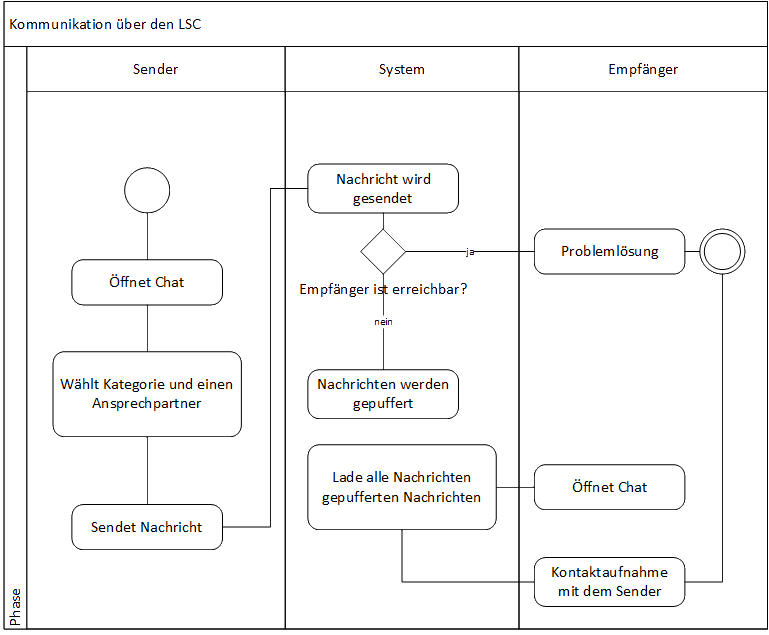 Kommunikation über den LSC
Sender
System
Empfänger
Nachricht wird
gesendet
ja
Problemlösung
Öffnet Chat
Empfänger ist erreichbar?
nein
Wählt Kategorie und einen
Ansprechpartner
Nachrichten werden
gepuffert
Lade alle Nachrichten
gepufferten Nachrichten
Öffnet Chat
Sendet Nachricht
Kontaktaufnahme
mit dem Sender
Phase